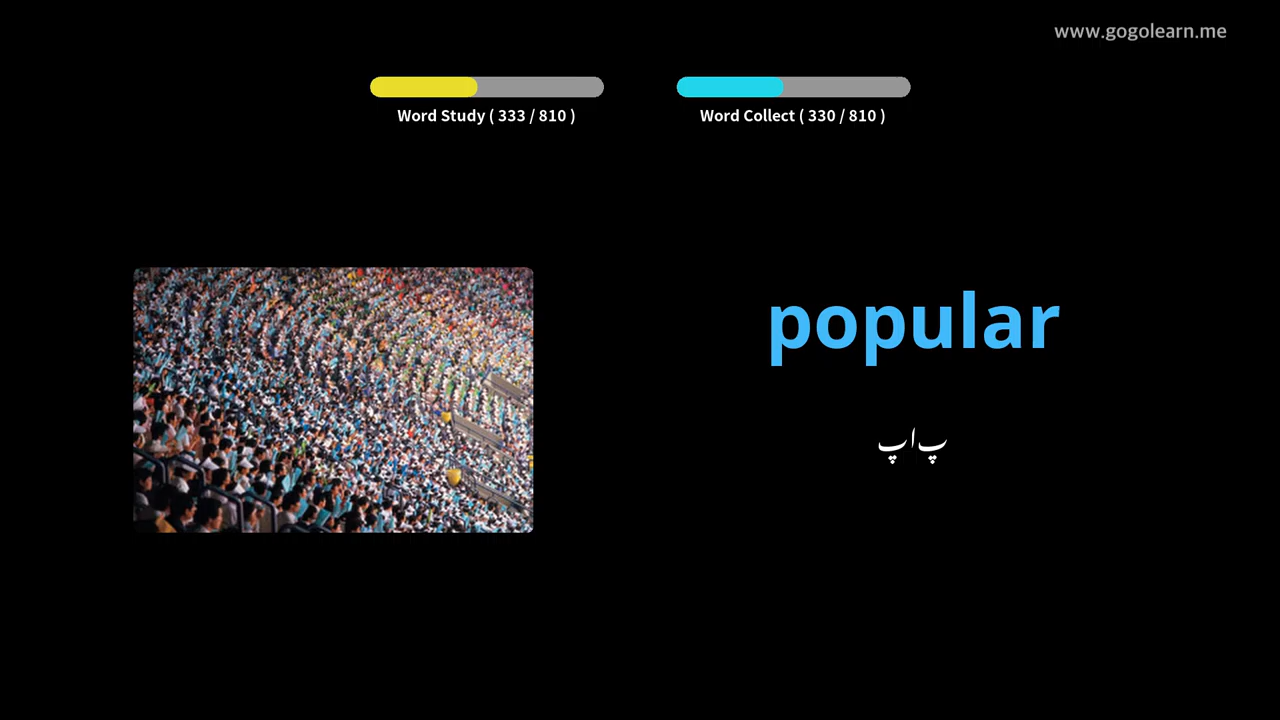 www.gogolearn.me
Word Study ( 333 / 810 )
Word Collect ( 330 / 810 )
popular
پاپ